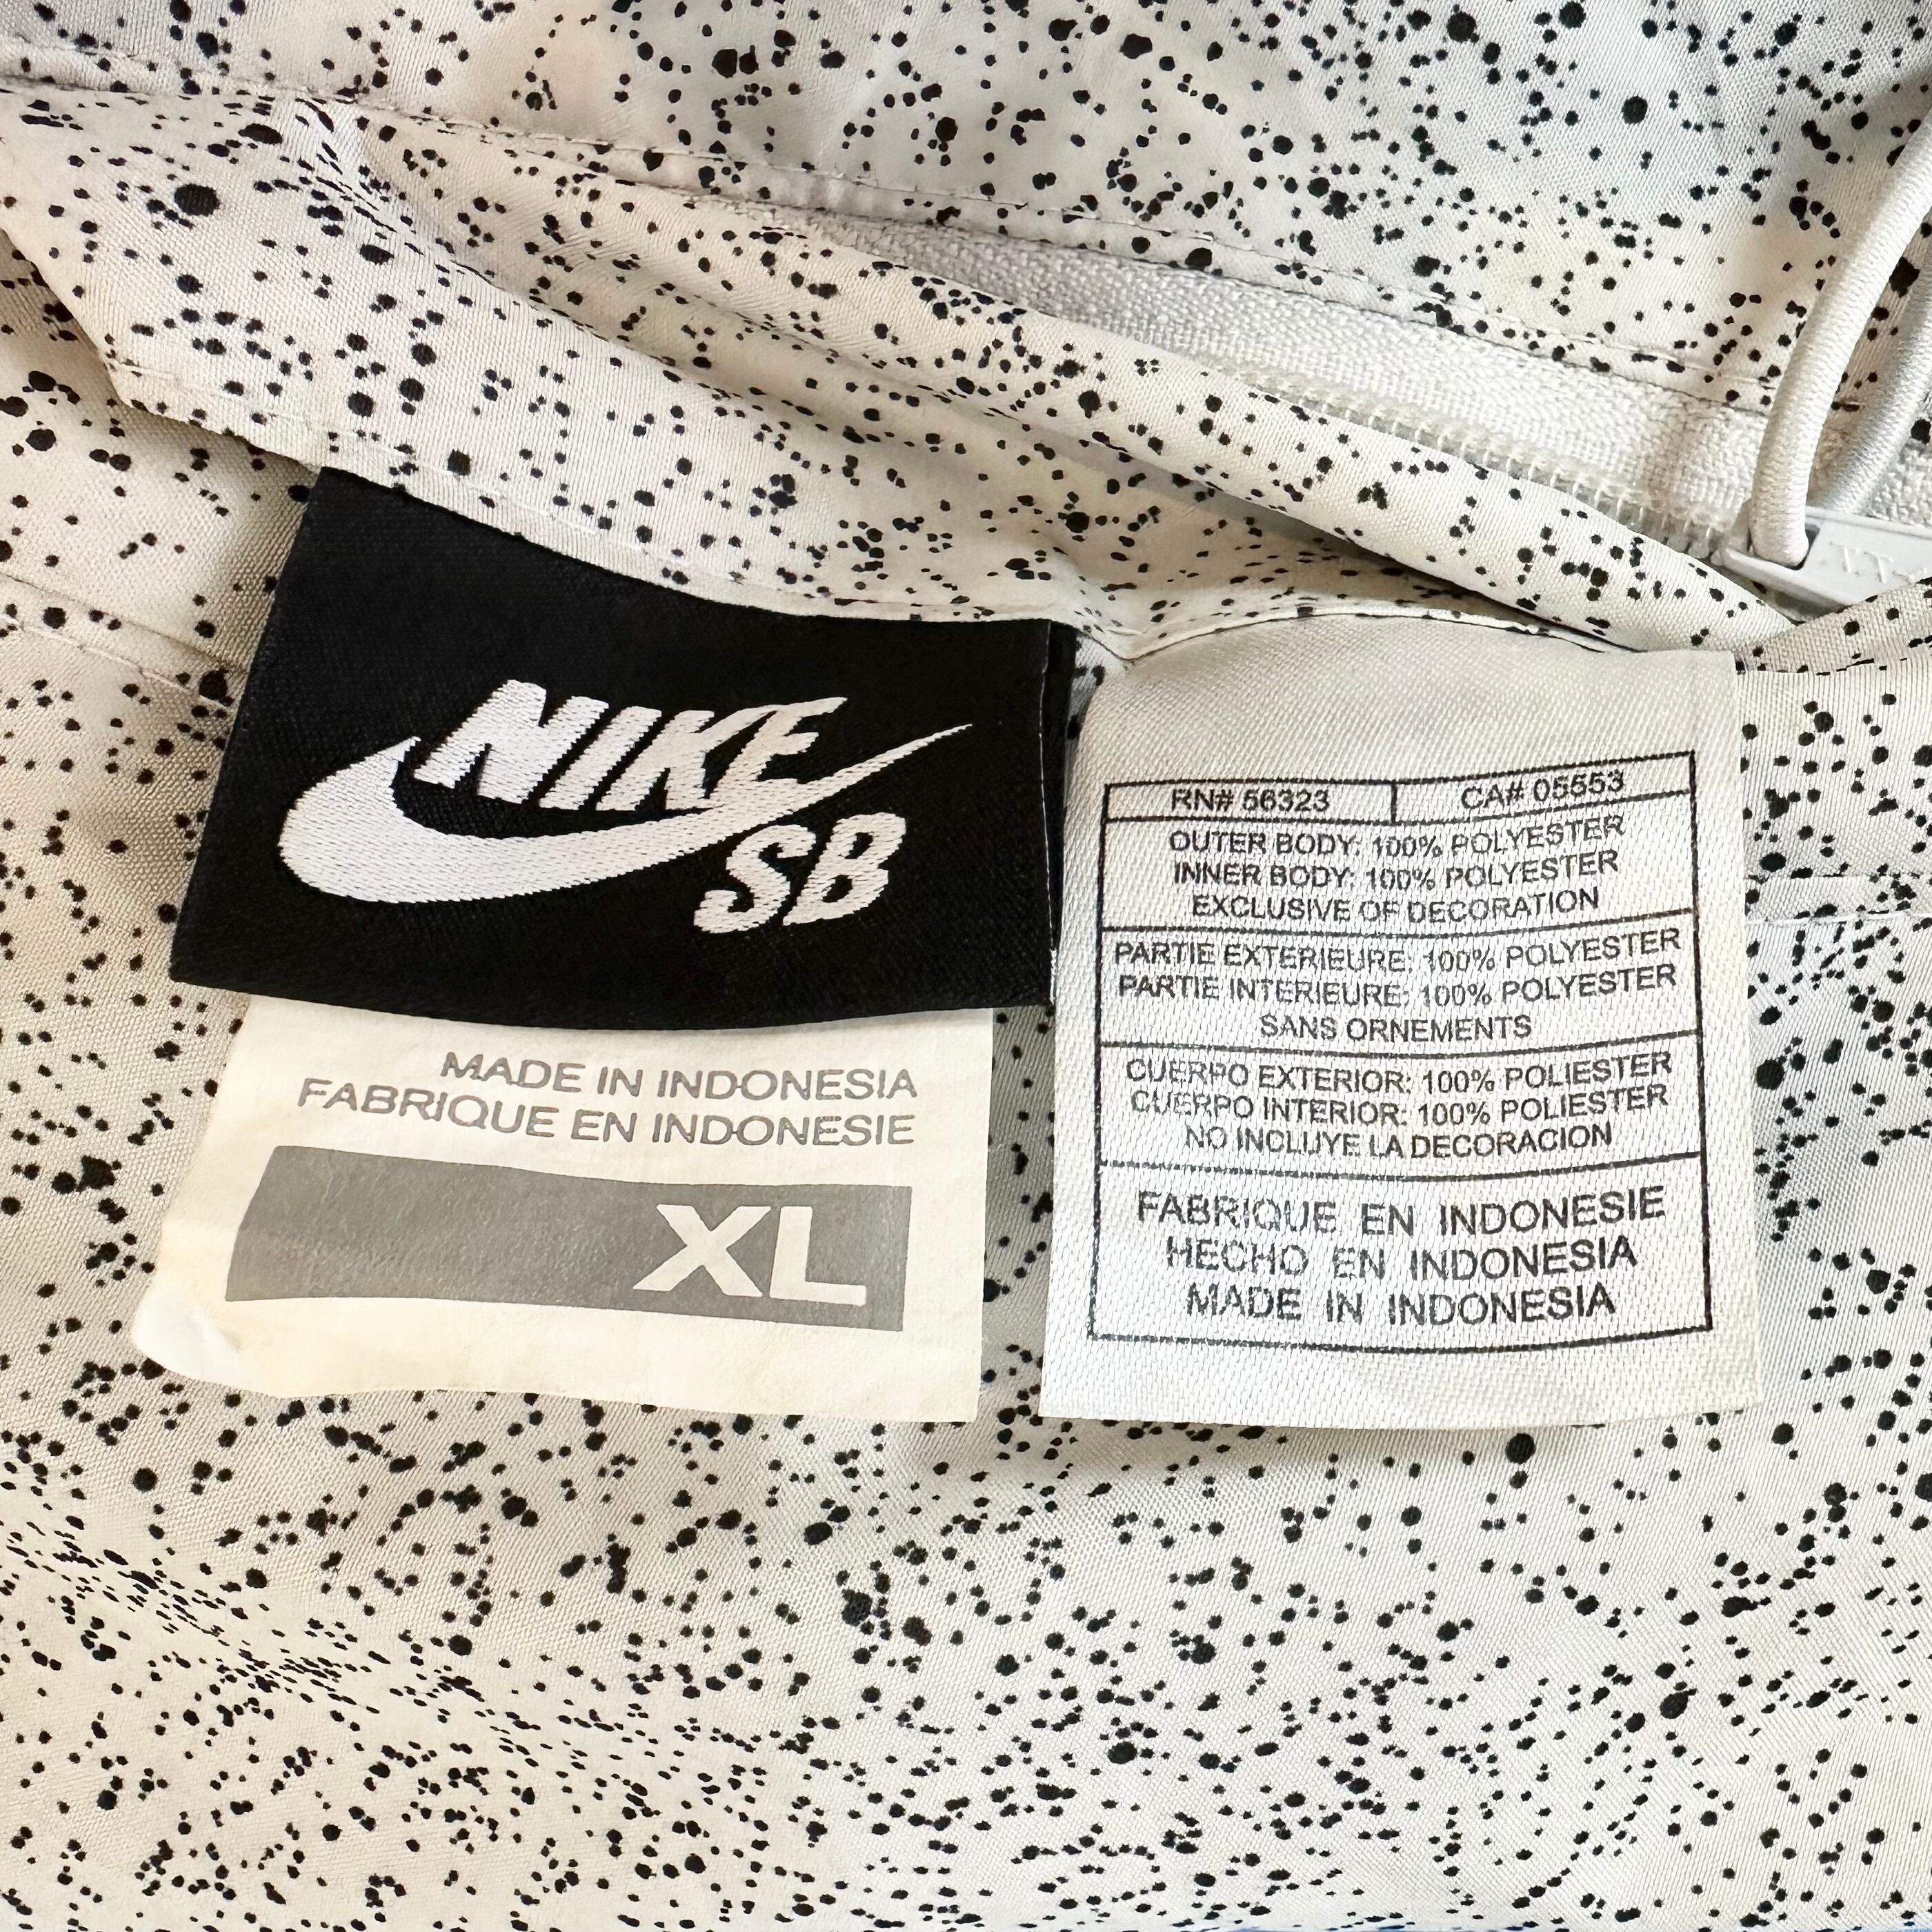 NIKE
SB
MADE IN INDONESIA
FABRIQUE EN INDONESIE
XL
RN# 56323
CA# 05553
OUTER BODY: 100% POLYESTER
INNER BODY: 100% POLYESTER
EXCLUSIVE OF DECORATION
PARTIE EXTERIEURE: 100% POLYESTER
PARTIE INTERIEURE: 100% POLYESTER
SANS ORNEMENTS
CUERPO EXTERIOR: 100% POLIESTER
CUERPO INTERIOR: 100% POLIESTER
NO INCLUYE LA DECORACION
FABRIQUE EN INDONESIE
HECHO EN INDONESIA
MADE IN INDONESIA